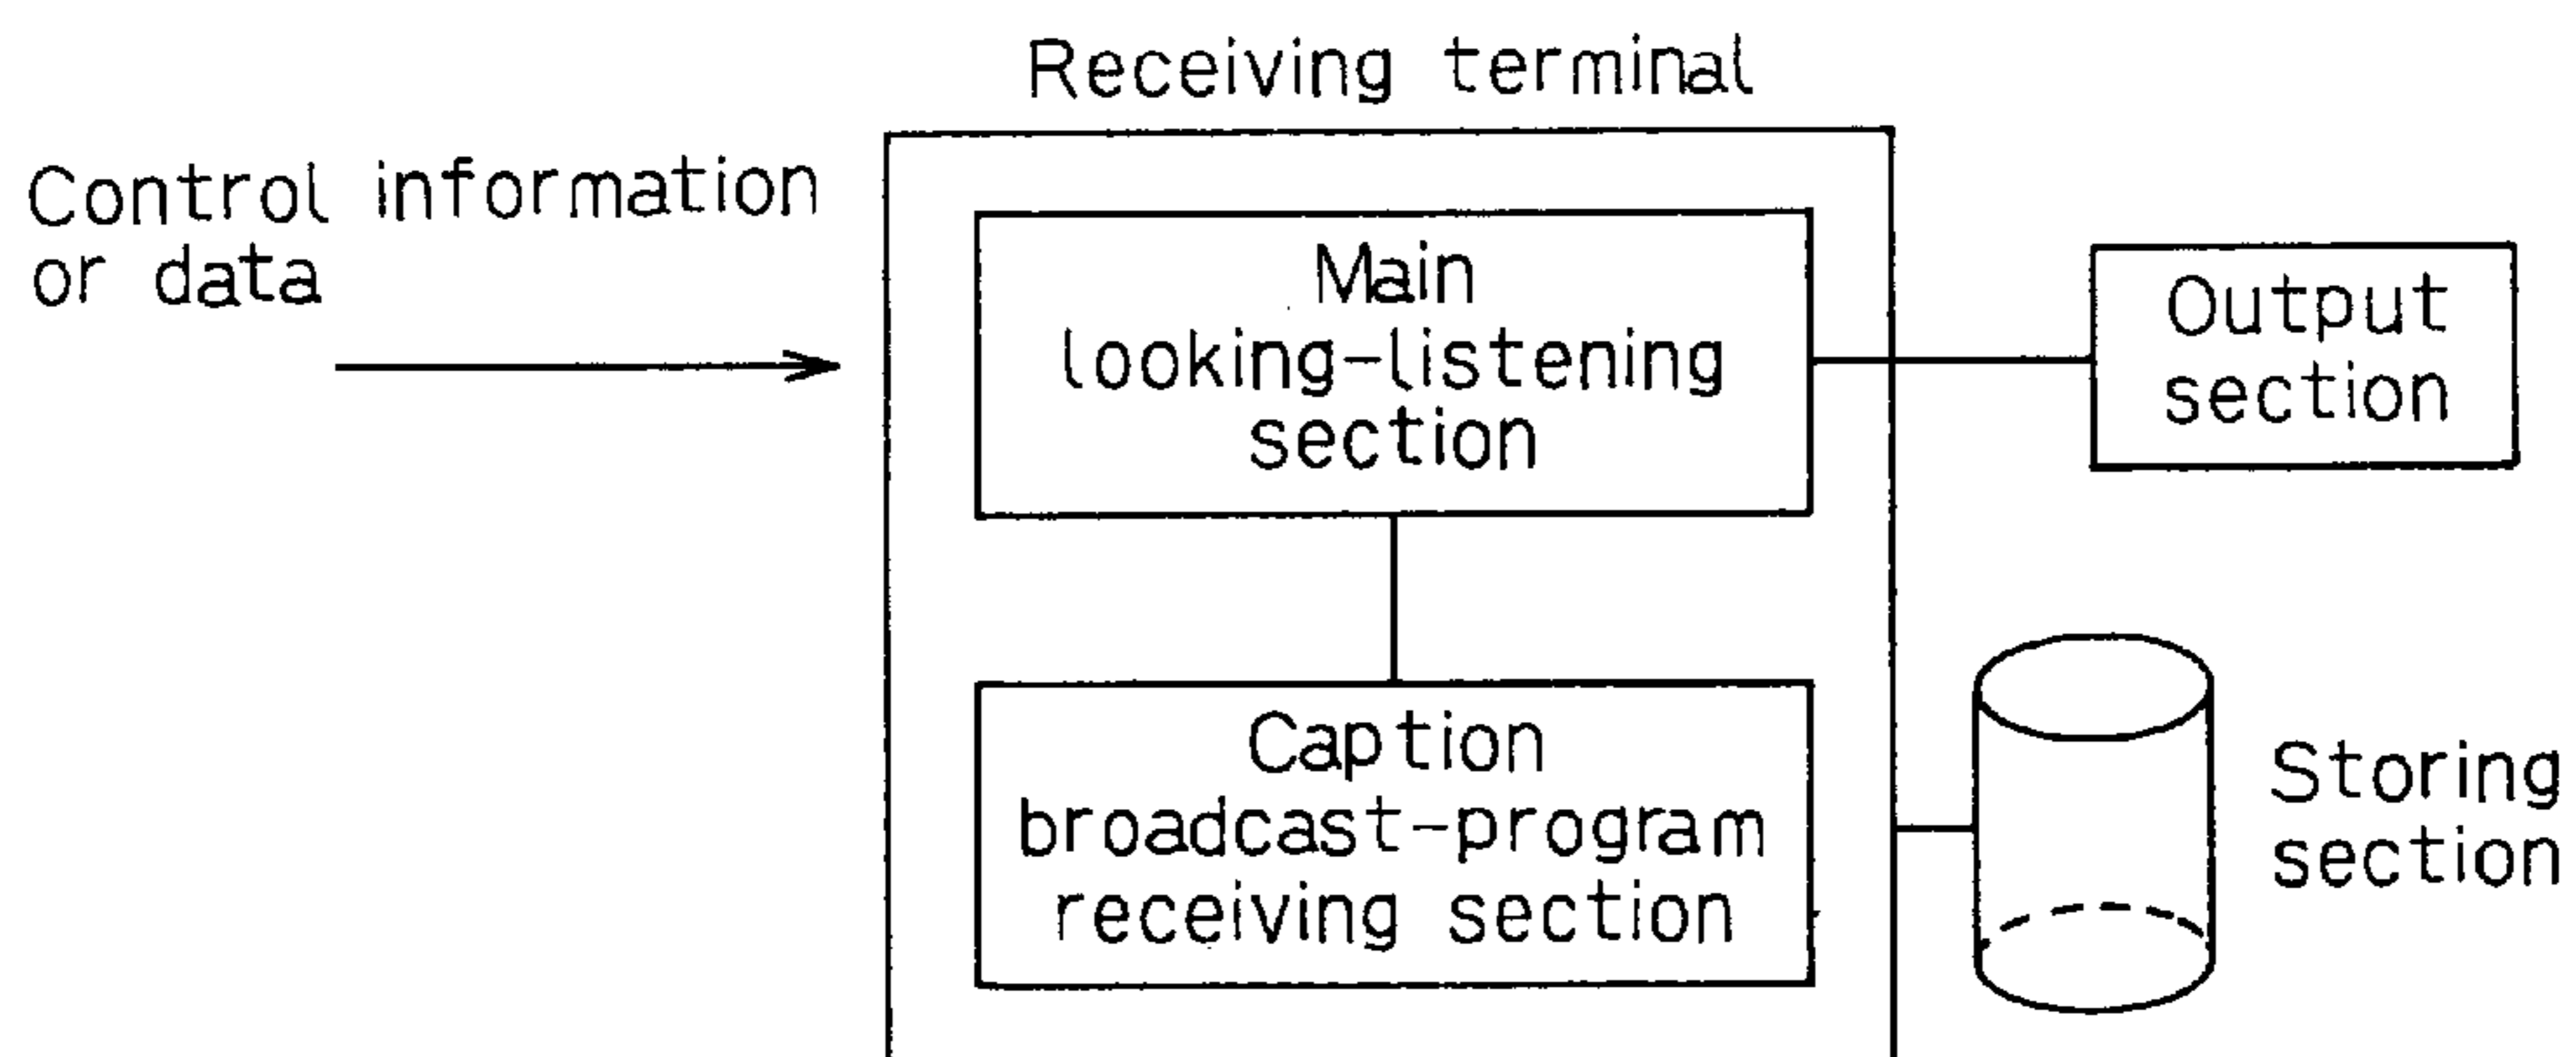 Receiving terminal
Control information
or data
Main
looking-listening
section
Output
section
Caption
broadcast-program
receiving section
Storing
section